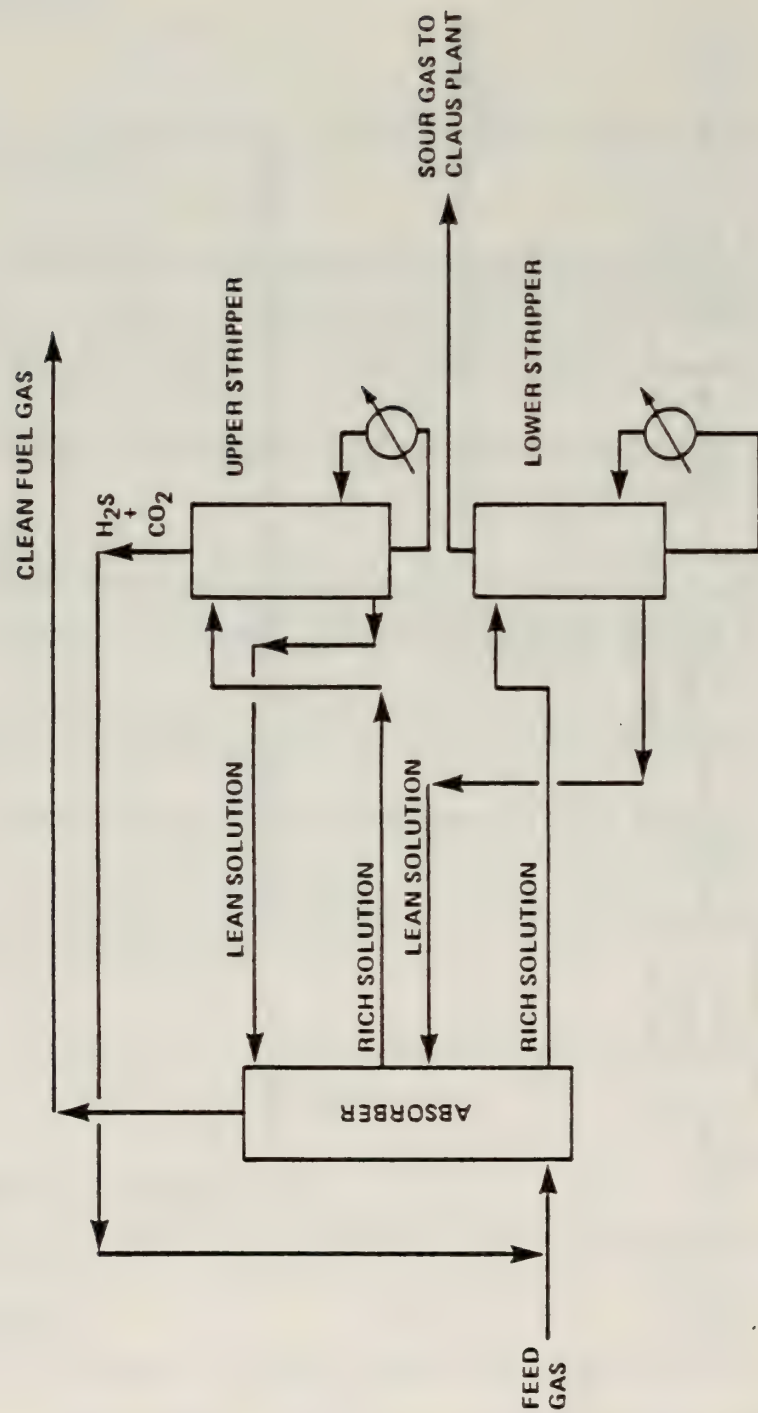 CLEAN FUEL GAS
H₂S
+
CO₂
UPPER STRIPPER
SOUR GAS TO
CLAUS PLANT
LEAN SOLUTION
RICH SOLUTION
LEAN SOLUTION
LOWER STRIPPER
RICH SOLUTION
ABSORBER
FEED
GAS